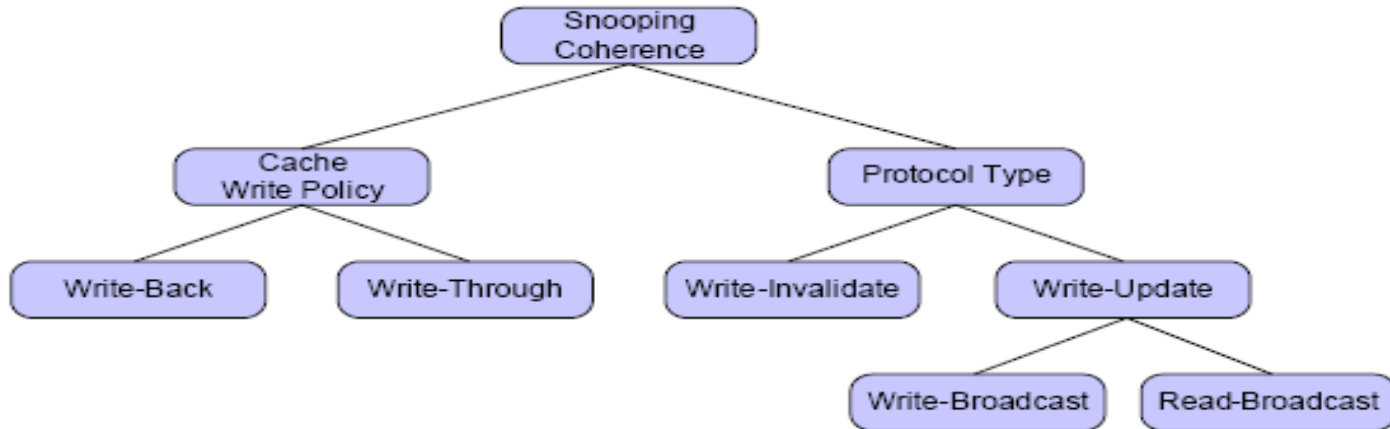 Snooping
Coherence
Cache
Write Policy
Protocol Type
Write-Back
Write-Through
Write-Invalidate
Write-Update
Write-Broadcast
Read-Broadcast